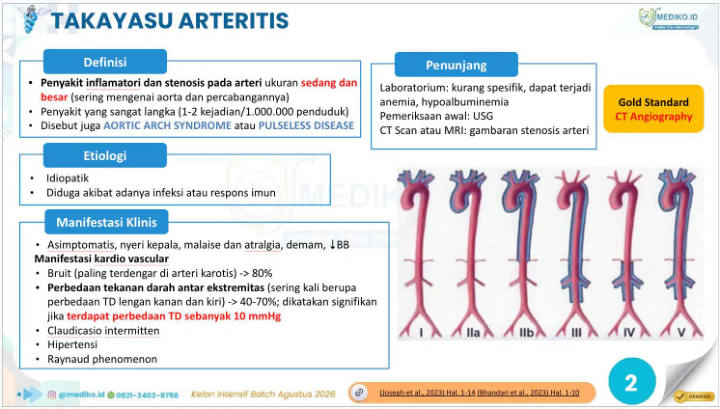 TAKAYASU ARTERITIS
MEDIKO.ID
Definisi
• Penyakit inflamatori dan stenosis pada arteri ukuran sedang dan
besar (sering mengenai aorta dan percabangannya)
• Penyakit yang sangat langka (1-2 kejadian/1.000.000 penduduk)
• Disebut juga AORTIC ARCH SYNDROME atau PULSELESS DISEASE
Etiologi
• Idiopatik
• Diduga akibat adanya infeksi atau respons imun
Manifestasi Klinis
• Asimptomatis, nyeri kepala, malaise dan atralgia, demam, ↓BB
Manifestasi kardio vascular
• Bruit (paling terdengar di arteri karotis) -> 80%
• Perbedaan tekanan darah antar ekstremitas (sering kali berupa
perbedaan TD lengan kanan dan kiri) -> 40-70%; dikatakan signifikan
jika terdapat perbedaan TD sebanyak 10 mmHg
• Claudicasio intermitten
• Hipertensi
• Raynaud phenomenon
Penunjang
Laboratorium: kurang spesifik, dapat terjadi
anemia, hypoalbuminemia
Pemeriksaan awal: USG
CT Scan atau MRI: gambaran stenosis arteri
Gold Standard
CT Angiography
MEDIKO.ID
I IIa IIb III IV V
@mediko.id 0821-3403-8768 Kelan Intensif Batch Agustus 2026
(Joseph et al., 2023) Hal. 1-14 (Bhandari et al., 2023) Hal. 1-10
2
VERIFIED